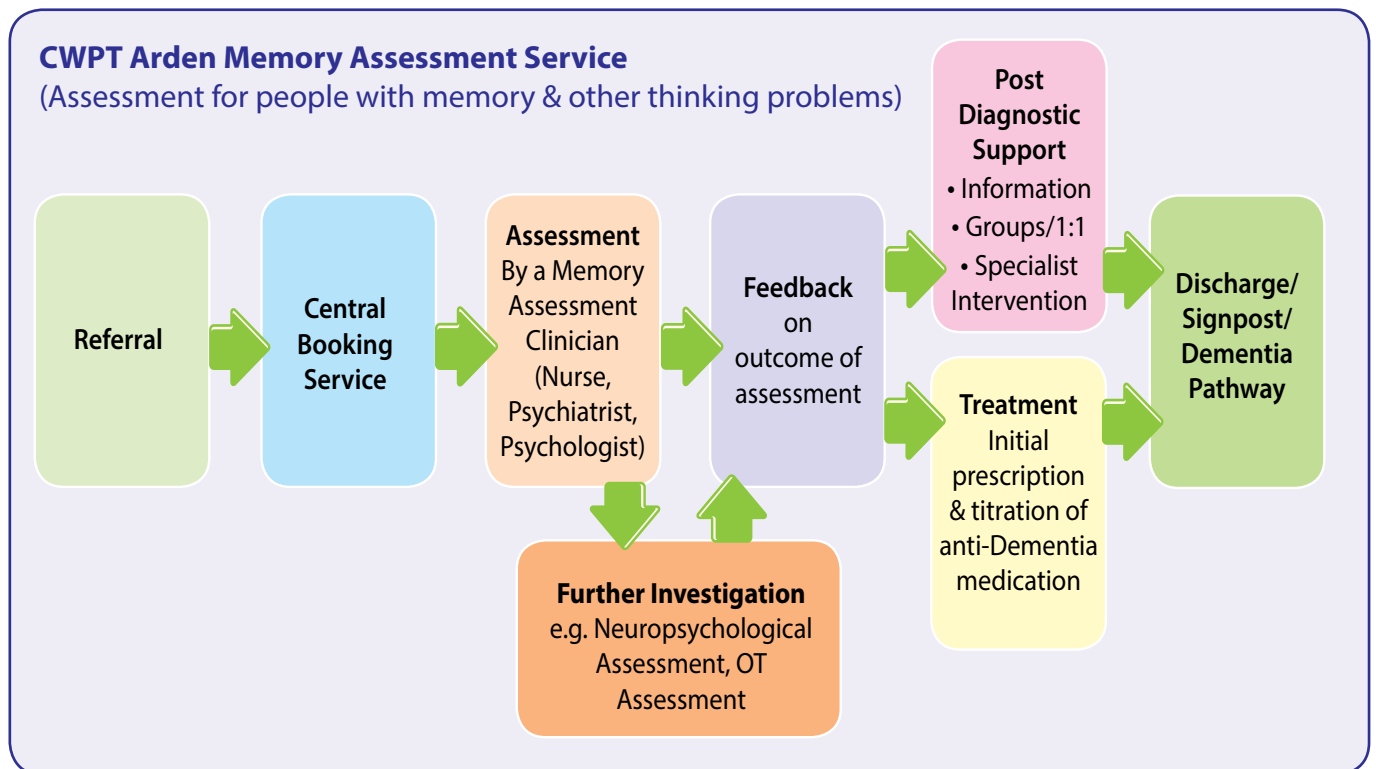 CWPT Arden Memory Assessment Service
(Assessment for people with memory & other thinking problems)
Referral
Central
Booking
Service
Assessment
By a Memory
Assessment
Clinician
(Nurse,
Psychiatrist,
Psychologist)
Further Investigation
e.g. Neuropsychological
Assessment, OT
Assessment
Feedback
on
outcome of
assessment
Post
Diagnostic
Support
• Information
• Groups/1:1
• Specialist
Intervention
Treatment
Initial
prescription
& titration of
anti-Dementia
medication
Discharge/
Signpost/
Dementia
Pathway